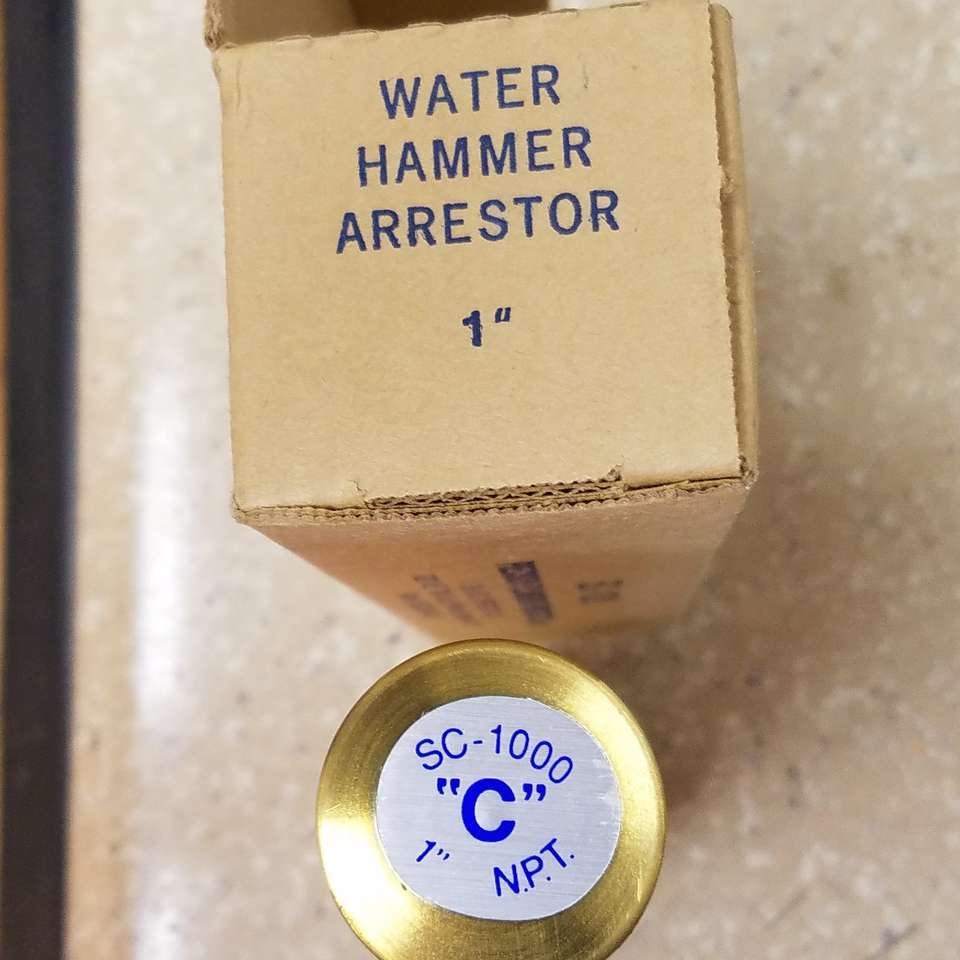 WATER
HAMMER
ARRESTOR
1"
SC-1000
"C"
1" N.P.T.